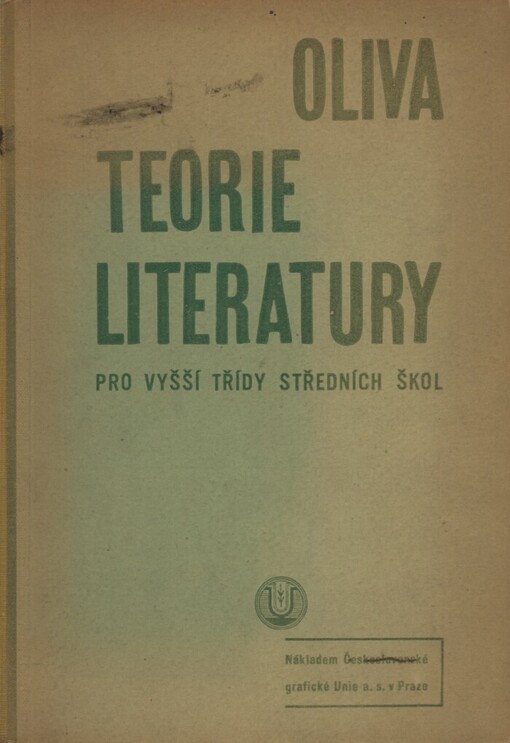 OLIVA
TEORIE
LITERATURY
PRO VYŠŠÍ TŘÍDY STŘEDNÍCH ŠKOL
U
Nákladem Československé
grafické Unie a. s. v Praze